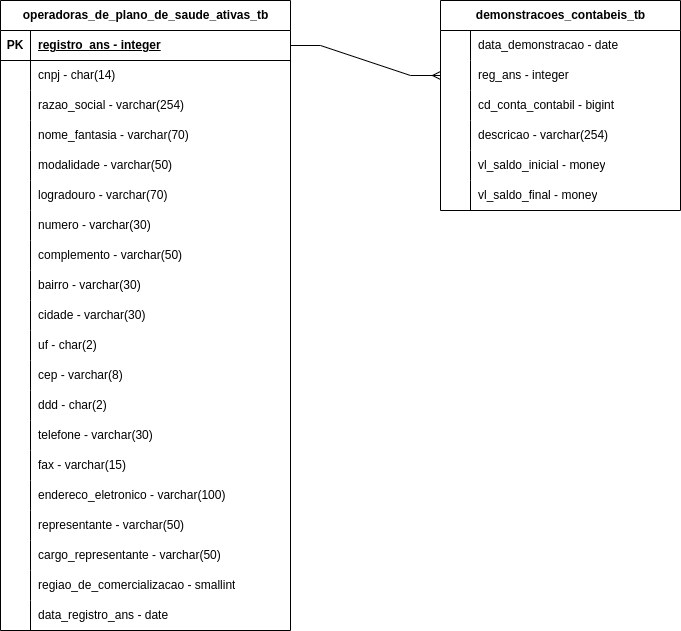 operadoras_de_plano_de_saude_ativas_tb
PK registro_ans - integer
cnpj - char(14)
razao_social - varchar(254)
nome_fantasia - varchar(70)
modalidade - varchar(50)
logradouro - varchar(70)
numero - varchar(30)
complemento - varchar(50)
bairro - varchar(30)
cidade - varchar(30)
uf - char(2)
cep - varchar(8)
ddd - char(2)
telefone - varchar(30)
fax - varchar(15)
endereco_eletronico - varchar(100)
representante - varchar(50)
cargo_representante - varchar(50)
regiao_de_comercializacao - smallint
data_registro_ans - date
demonstracoes_contabeis_tb
data_demonstracao - date
reg_ans - integer
cd_conta_contabil - bigint
descricao - varchar(254)
vl_saldo_inicial - money
vl_saldo_final - money